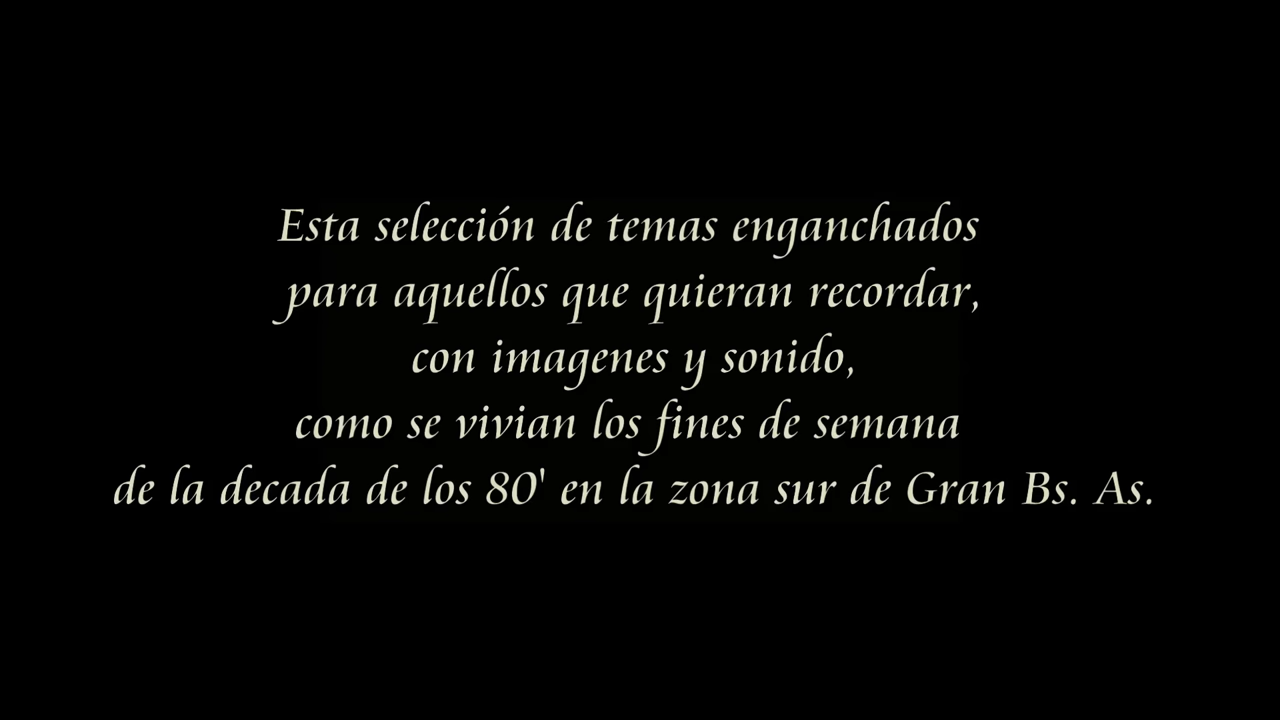 Esta selección de temas enganchados
para aquellos que quieran recordar,
con imagenes y sonido,
como se vivian los fines de semana
de la decada de los 80' en la zona sur de Gran Bs. As.